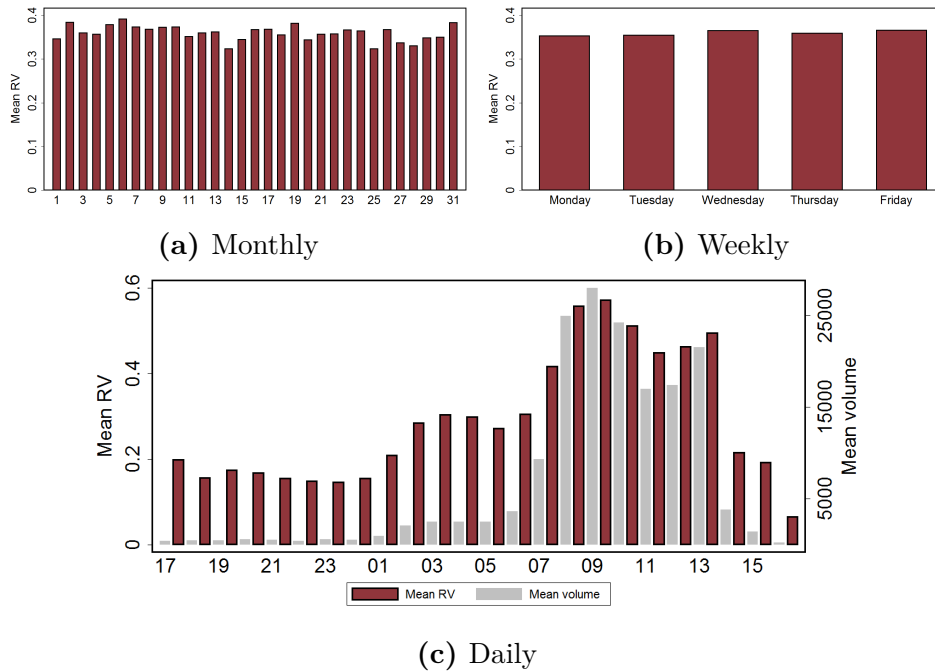 0.4
0.3
0.2
0.1
0
Mean RV
1 3 5 7 9 11 13 15 17 19 21 23 25 27 29 31
(a) Monthly
0.4
0.3
0.2
0.1
0
Mean RV
Monday Tuesday Wednesday Thursday Friday
(b) Weekly
0.6
0.4
0.2
0
Mean RV
25000
15000
5000
Mean volume
17 19 21 23 01 03 05 07 09 11 13 15
Mean RV Mean volume
(c) Daily